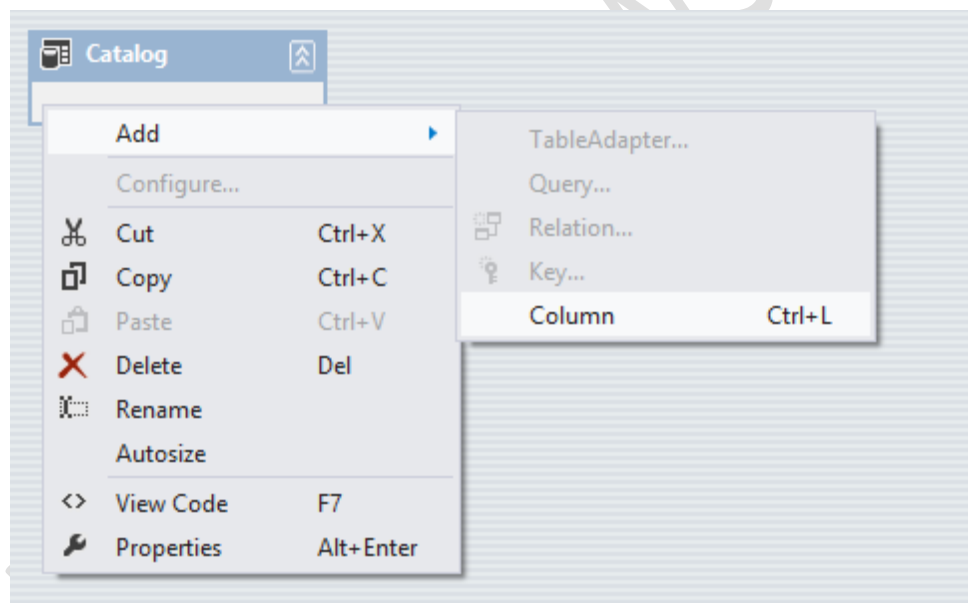 Catalog
Add
Configure...
Cut Ctrl+X
Copy Ctrl+C
Paste Ctrl+V
Delete Del
Rename
Autosize
View Code F7
Properties Alt+Enter
TableAdapter...
Query...
Relation...
Key...
Column Ctrl+L